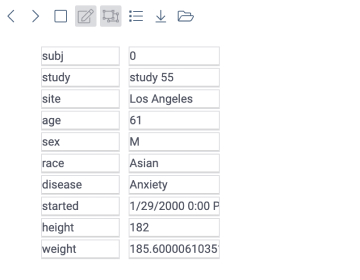 subj 0
study study 55
site Los Angeles
age 61
sex M
race Asian
disease Anxiety
started 1/29/2000 0:00 P
height 182
weight 185.6000061035